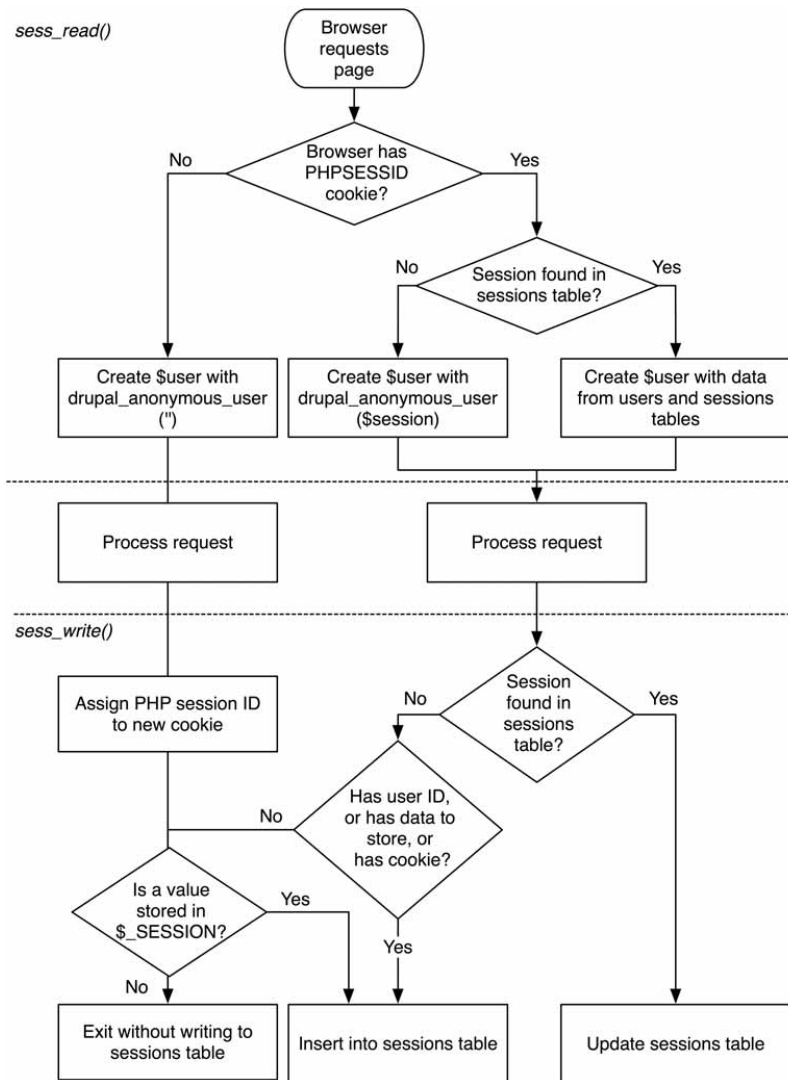 sess_read()
Browser
requests
page
No
Browser has
PHPSESSID
cookie?
Yes
No
Session found in
sessions table?
Yes
Create $user with
drupal_anonymous_user
('')
Create $user with
drupal_anonymous_user
($session)
Create $user with data
from users and sessions
tables
Process request
Process request
sess_write()
Assign PHP session ID
to new cookie
No
Session
found in
sessions
table?
Yes
No
Has user ID,
or has data to
store, or
has cookie?
Is a value
stored in
$_SESSION?
Yes
Yes
No
Exit without writing to
sessions table
Insert into sessions table
Update sessions table